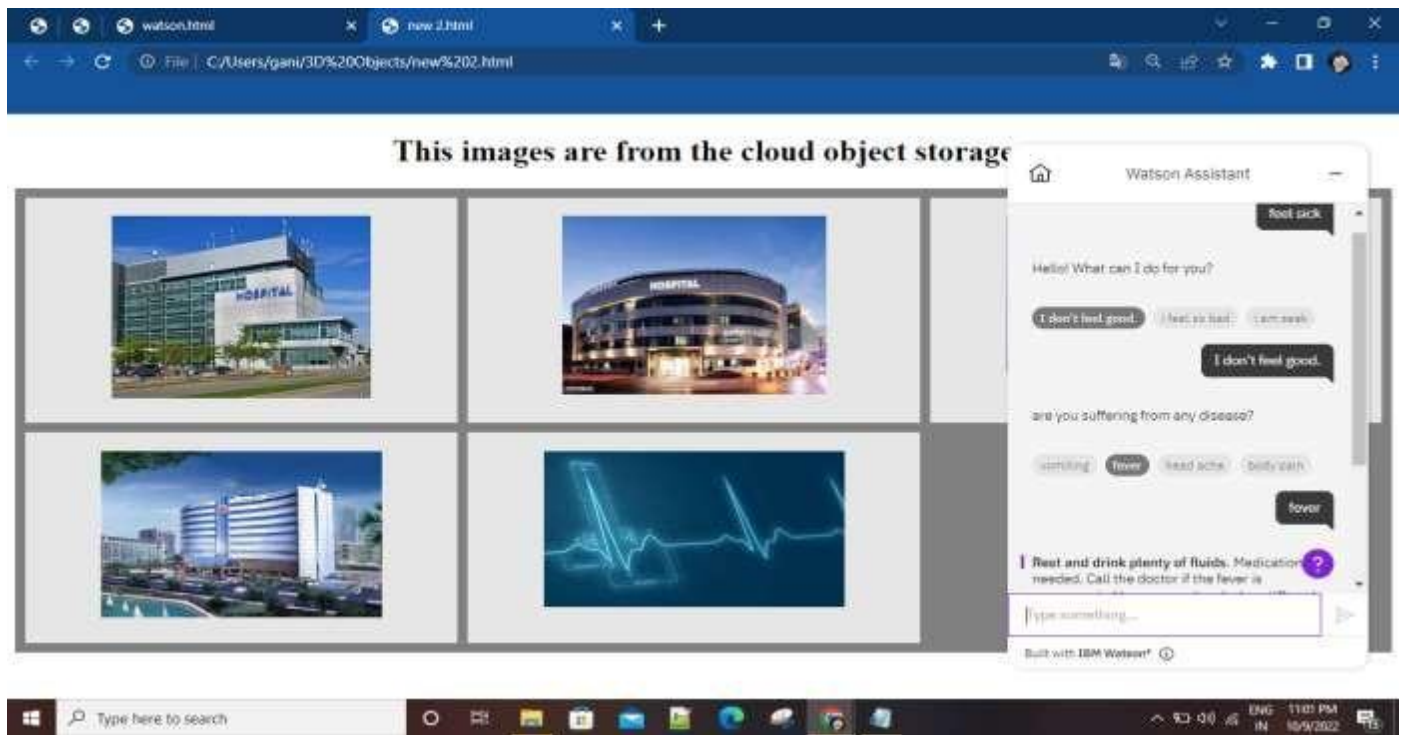 watson.html
new 2.html
File C:/Users/gani/3D%20Objects/new%202.html
This images are from the cloud object storage
HOSPITAL
HOSPITAL
Watson Assistant
feel sick
Hello! What can I do for you?
I don't feel good. I feel so bad I am seek
I don't feel good.
are you suffering from any disease?
vomiting fever head ache body pain
fever
Rest and drink plenty of fluids. Medication
needed. Call the doctor if the fever is
Type something...
Built with IBM Watson®
Type here to search
ENG
IN
11:01 PM
10/9/2022